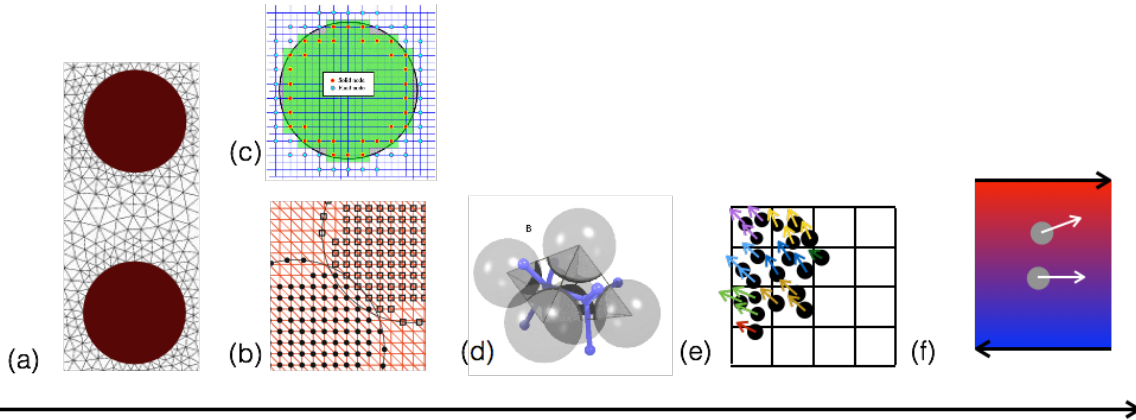 (a)
(c)
Solid node
Fluid node
(b)
B
(d)
(e)
(f)